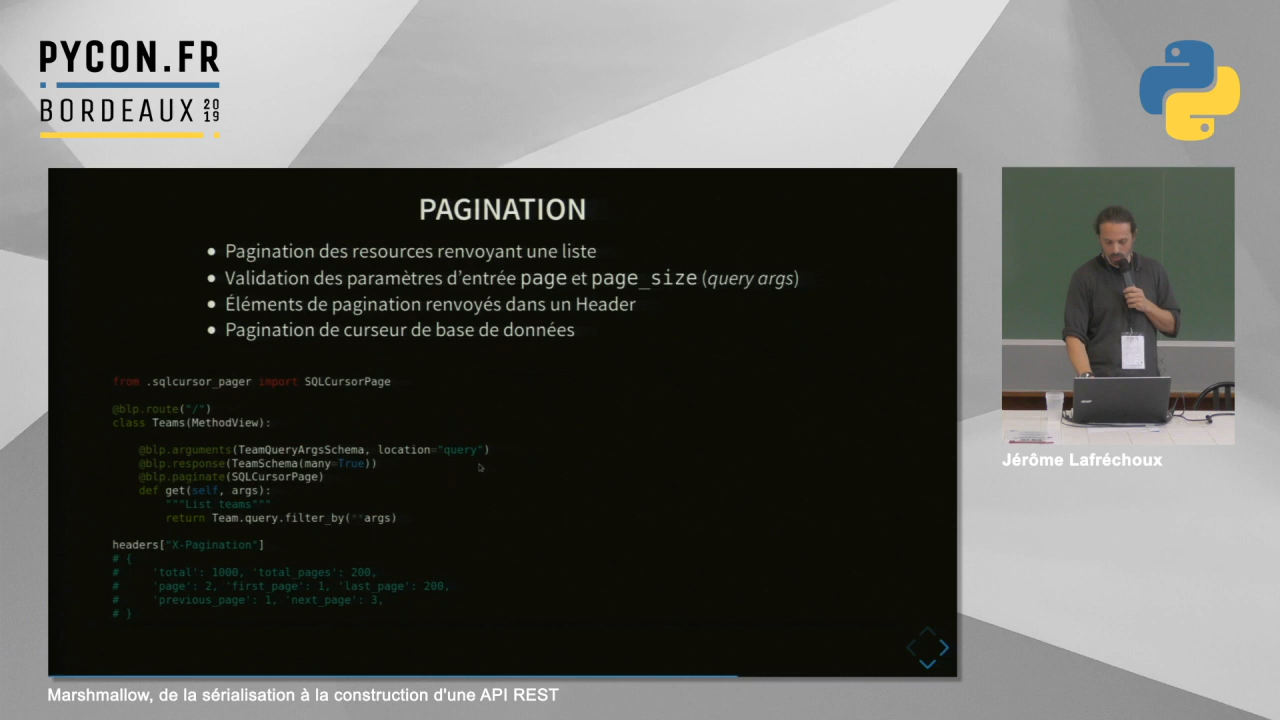 PYCON.FR
BORDEAUX 2019
PAGINATION
• Pagination des resources renvoyant une liste
• Validation des paramètres d'entrée page et page_size (query args)
• Éléments de pagination renvoyés dans un Header
• Pagination de curseur de base de données
from .sqlcursor_pager import SQLCursorPage
@blp.route("/")
class Teams(MethodView):
@blp.arguments(TeamQueryArgsSchema, location="query")
@blp.response(TeamSchema(many=True))
@blp.paginate(SQLCursorPage)
def get(self, args):
"""List teams"""
return Team.query.filter_by(**args)
headers["X-Pagination"]
# {
#     'total': 1000, 'total_pages': 200,
#     'page': 2, 'first_page': 1, 'last_page': 200,
#     'previous_page': 1, 'next_page': 3,
# }
Jérôme Lafréchoux
Marshmallow, de la sérialisation à la construction d'une API REST